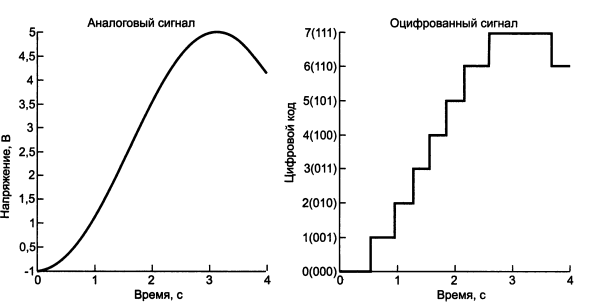 Аналоговый сигнал
Напряжение, В
5
4,5
4
3,5
3
2,5
2
1,5
1
0,5
-1
0 1 2 3 4
Время, с
Оцифрованный сигнал
Цифровой код
7(111)
6(110)
5(101)
4(100)
3(011)
2(010)
1(001)
0(000)
0 1 2 3 4
Время, с